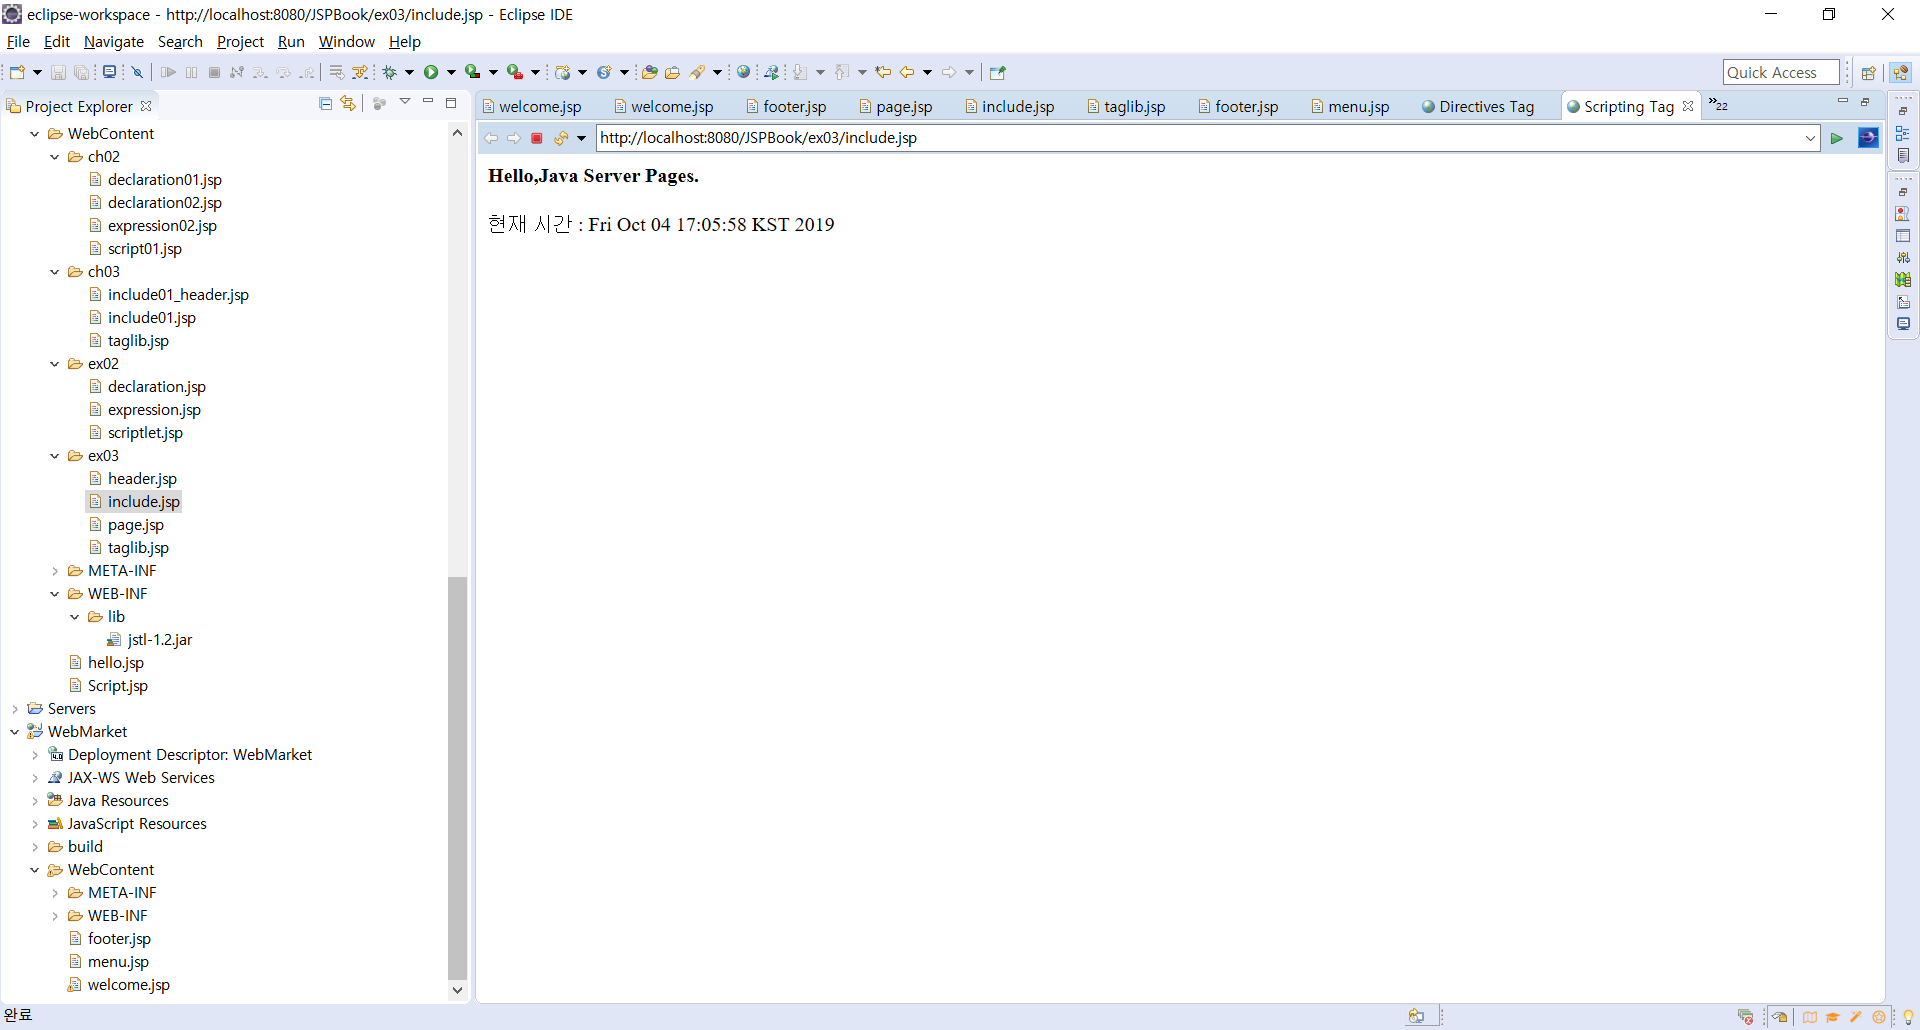 eclipse-workspace - http://localhost:8080/JSPBook/ex03/include.jsp - Eclipse IDE
File Edit Navigate Search Project Run Window Help
Quick Access
Project Explorer
welcome.jsp welcome.jsp footer.jsp page.jsp include.jsp taglib.jsp footer.jsp menu.jsp Directives Tag Scripting Tag »22
http://localhost:8080/JSPBook/ex03/include.jsp
WebContent
ch02
declaration01.jsp
declaration02.jsp
expression02.jsp
script01.jsp
ch03
include01_header.jsp
include01.jsp
taglib.jsp
ex02
declaration.jsp
expression.jsp
scriptlet.jsp
ex03
header.jsp
include.jsp
page.jsp
taglib.jsp
META-INF
WEB-INF
lib
jstl-1.2.jar
hello.jsp
Script.jsp
Servers
WebMarket
Deployment Descriptor: WebMarket
JAX-WS Web Services
Java Resources
JavaScript Resources
build
WebContent
META-INF
WEB-INF
footer.jsp
menu.jsp
welcome.jsp
Hello,Java Server Pages.
현재 시간 : Fri Oct 04 17:05:58 KST 2019
완료